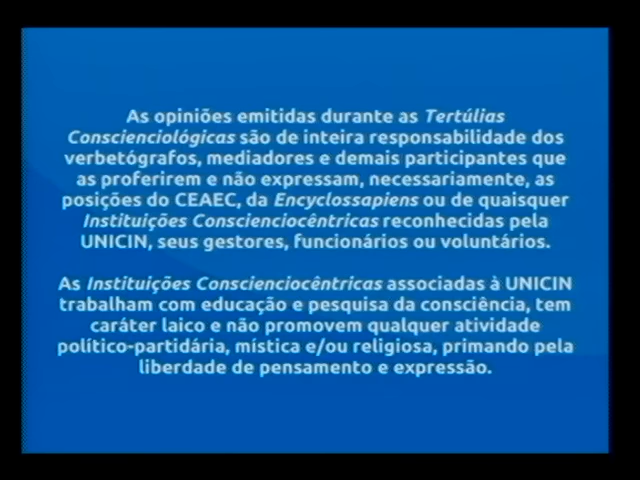 As opiniões emitidas durante as Tertúlias
Conscienciológicas são de inteira responsabilidade dos
verbetógrafos, mediadores e demais participantes que
as proferirem e não expressam, necessariamente, as
posições do CEAEC, da Encyclossapiens ou de quaisquer
Instituições Conscienciocêntricas reconhecidas pela
UNICIN, seus gestores, funcionários ou voluntários.
As Instituições Conscienciocêntricas associadas à UNICIN
trabalham com educação e pesquisa da consciência, tem
caráter laico e não promovem qualquer atividade
político-partidária, mística e/ou religiosa, primando pela
liberdade de pensamento e expressão.